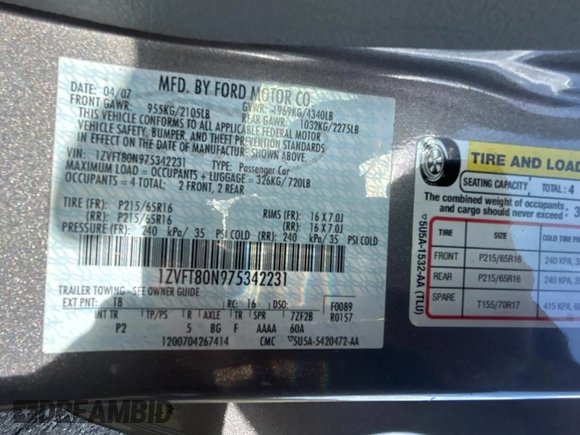 MFD. BY FORD MOTOR CO.
DATE: 04/07
GVWR: 1969KG/4340LB
FRONT GAWR: 955KG/2105LB
REAR GAWR: 1032KG/2275LB
THIS VEHICLE CONFORMS TO ALL APPLICABLE FEDERAL MOTOR
VEHICLE SAFETY, BUMPER, AND THEFT PREVENTION STANDARDS
IN EFFECT ON THE DATE OF MANUFACTURE SHOWN ABOVE.
VIN: 1ZVFT80N975342231
TYPE: Passenger Car
MAXIMUM LOAD = OCCUPANTS + LUGGAGE = 326KG/720LB
OCCUPANTS = 4 TOTAL: 2 FRONT, 2 REAR
TIRE (FR): P215/65R16 RIMS (FR): 16 X 7.0J
(RR): P215/65R16 (RR): 16 X 7.0J
PRESSURE (FR): 240 kPa/ 35 PSI COLD (RR): 240 kPa/ 35 PSI COLD
1ZVFT80N975342231
TRAILER TOWING - SEE OWNER GUIDE
EXT PNT: T8 RC: 16 DSO: F0089
R0157
INT TR TP/PS R AXLE TR SPR 7ZF2B
P2 5 BG F AAAA 60A
1200704267414 CMC 5U5A-5420472-AA
TIRE AND LOAD
SEATING CAPACITY TOTAL: 4
The combined weight of occupants
and cargo should never exceed:
TIRE SIZE COLD TIRE
FRONT P215/65R16 240 KPA,
REAR P215/65R16 240 KPA,
SPARE T155/70R17 415 KPA,
5U5A-1532-AA (TLU)
DREAMBID